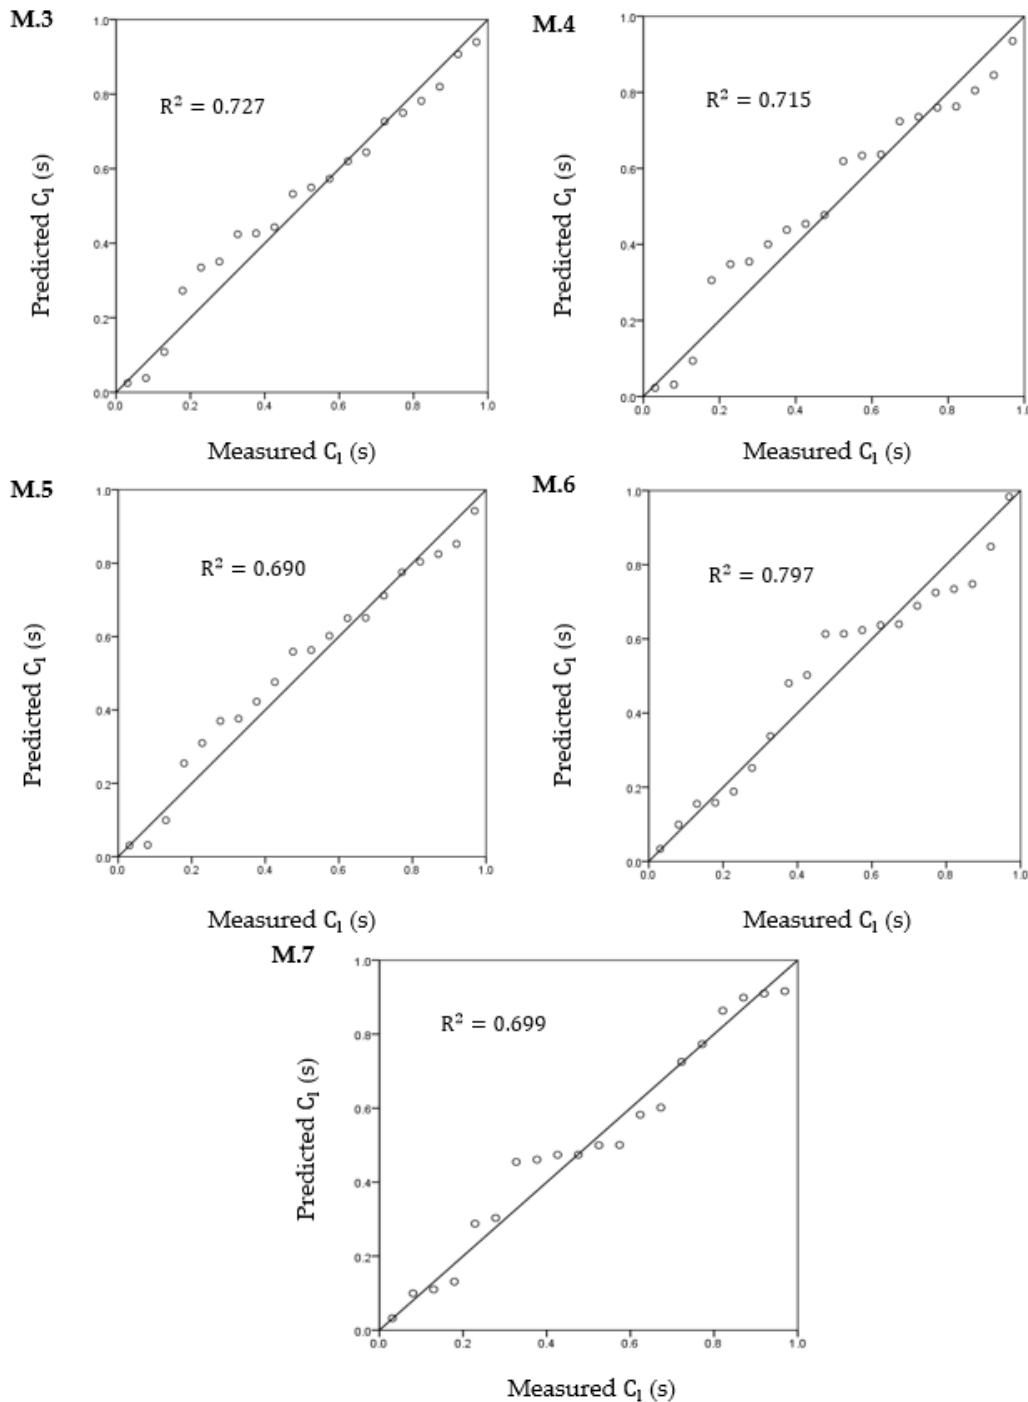 M.3
1.0
0.8
0.6
0.4
0.2
0.0
R² = 0.727
Predicted C₁ (s)
0.0 0.2 0.4 0.6 0.8 1.0
Measured C₁ (s)
M.4
1.0
0.8
0.6
0.4
0.2
0.0
R² = 0.715
Predicted C₁ (s)
0.0 0.2 0.4 0.6 0.8 1.0
Measured C₁ (s)
M.5
1.0
0.8
0.6
0.4
0.2
0.0
R² = 0.690
Predicted C₁ (s)
0.0 0.2 0.4 0.6 0.8 1.0
Measured C₁ (s)
M.6
1.0
0.8
0.6
0.4
0.2
0.0
R² = 0.797
Predicted C₁ (s)
0.0 0.2 0.4 0.6 0.8 1.0
Measured C₁ (s)
M.7
1.0
0.8
0.6
0.4
0.2
0.0
R² = 0.699
Predicted C₁ (s)
0.0 0.2 0.4 0.6 0.8 1.0
Measured C₁ (s)